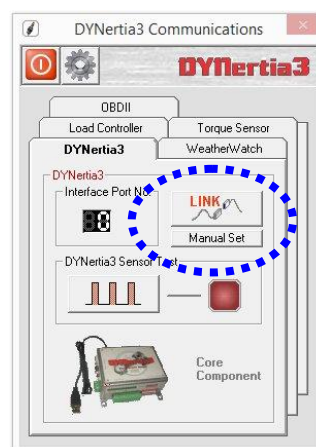 DYNertia3 Communications
DYNertia3
OBDII
Load Controller
Torque Sensor
DYNertia3
WeatherWatch
DYNertia3
Interface Port No.
LINK
Manual Set
DYNertia3 Sensor Test
Core
Component